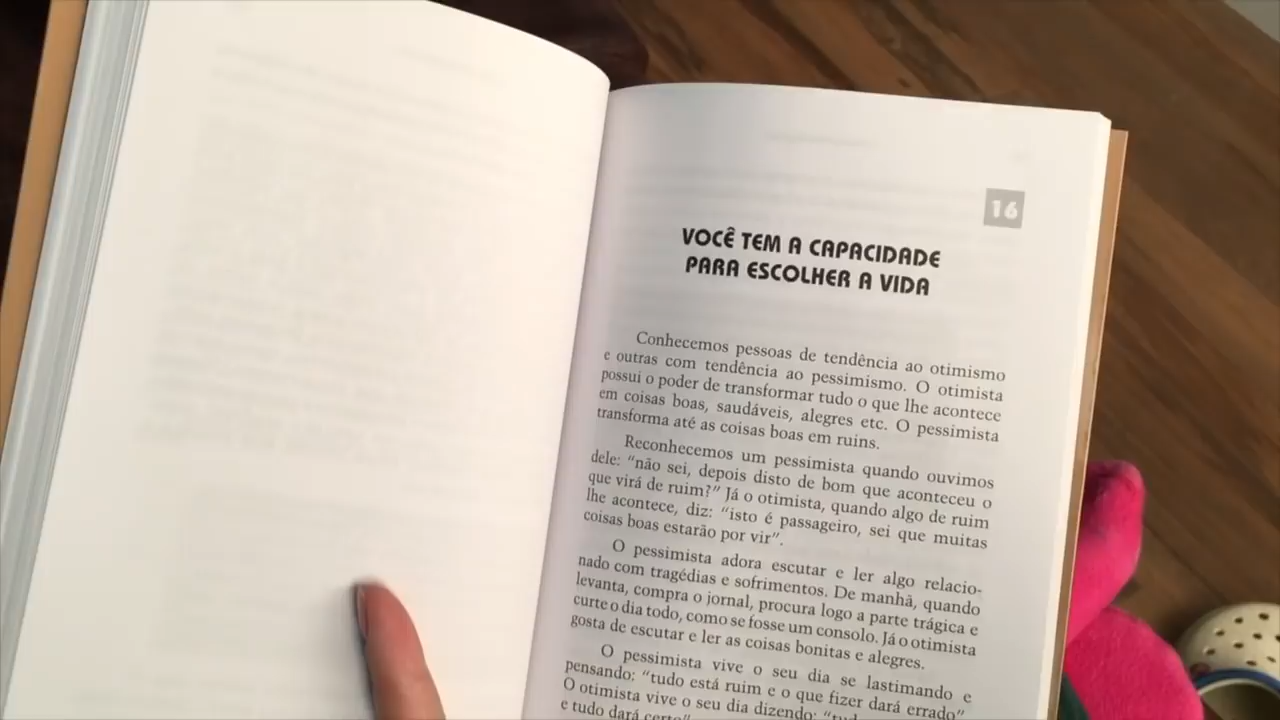 16
VOCÊ TEM A CAPACIDADE
PARA ESCOLHER A VIDA
Conhecemos pessoas de tendência ao otimismo
e outras com tendência ao pessimismo. O otimista
possui o poder de transformar tudo o que lhe acontece
em coisas boas, saudáveis, alegres etc. O pessimista
transforma até as coisas boas em ruins.
Reconhecemos um pessimista quando ouvimos
dele: “não sei, depois disto de bom que aconteceu o
que virá de ruim?” Já o otimista, quando algo de ruim
lhe acontece, diz: “isto é passageiro, sei que muitas
coisas boas estarão por vir”.
O pessimista adora escutar e ler algo relacio-
nado com tragédias e sofrimentos. De manhã, quando
levanta, compra o jornal, procura logo a parte trágica e
curte o dia todo, como se fosse um consolo. Já o otimista
gosta de escutar e ler as coisas bonitas e alegres.
O pessimista vive o seu dia se lastimando e
pensando: “tudo está ruim e o que fizer dará errado”
O otimista vive o seu dia dizendo:
e tudo dará certo”